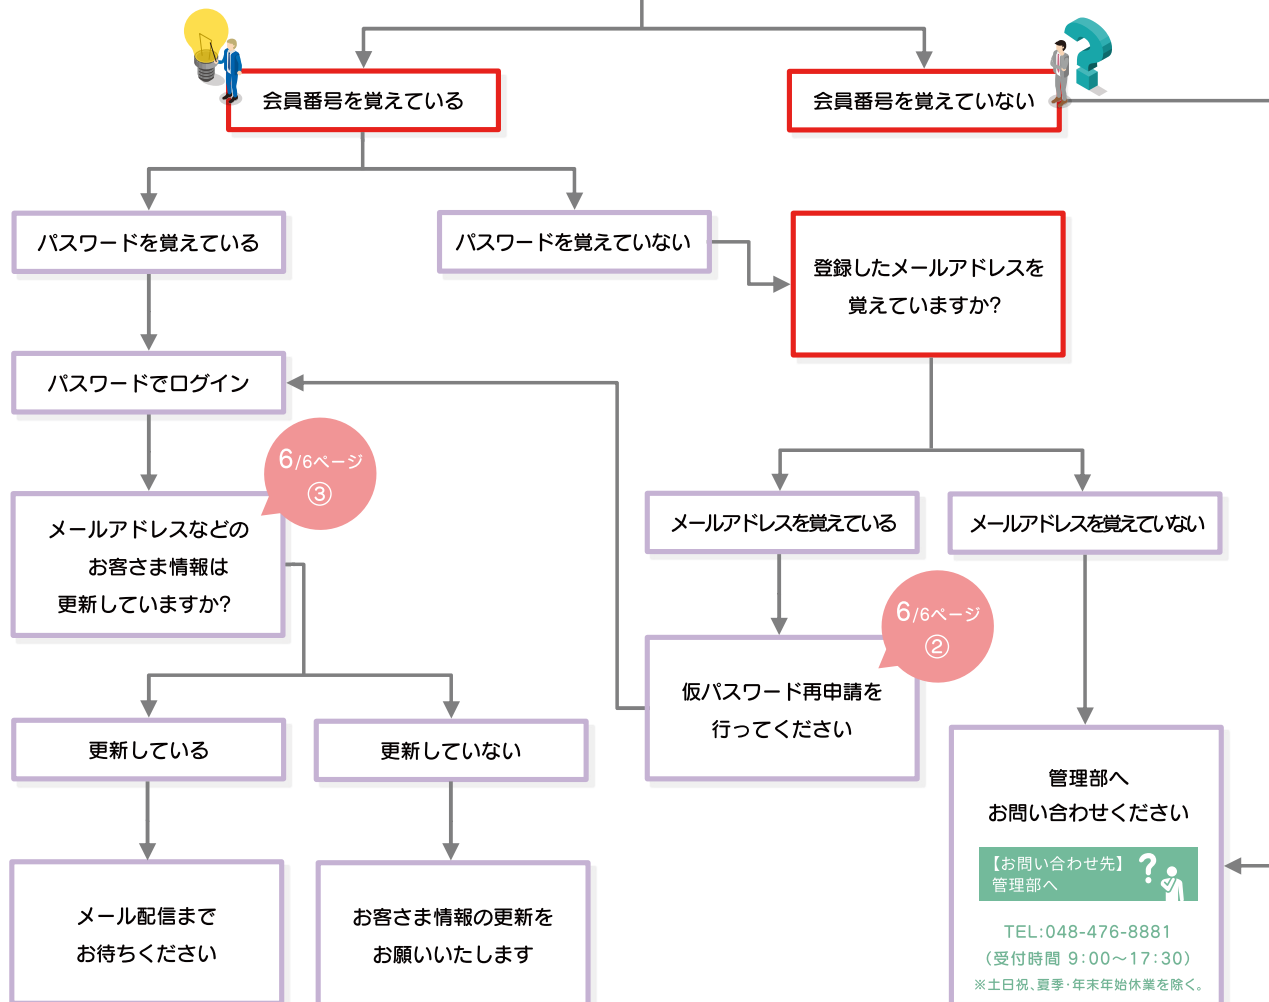 会員番号を覚えている
会員番号を覚えていない
パスワードを覚えている
パスワードを覚えていない
登録したメールアドレスを
覚えていますか?
パスワードでログイン
6/6ページ
③
メールアドレスなどの
お客さま情報は
更新していますか?
メールアドレスを覚えている
メールアドレスを覚えていない
6/6ページ
②
仮パスワード再申請を
行ってください
更新している
更新していない
管理部へ
お問い合わせください
【お問い合わせ先】
管理部へ
TEL:048-476-8881
(受付時間 9:00〜17:30)
※土日祝、夏季・年末年始休業を除く。
メール配信まで
お待ちください
お客さま情報の更新を
お願いいたします